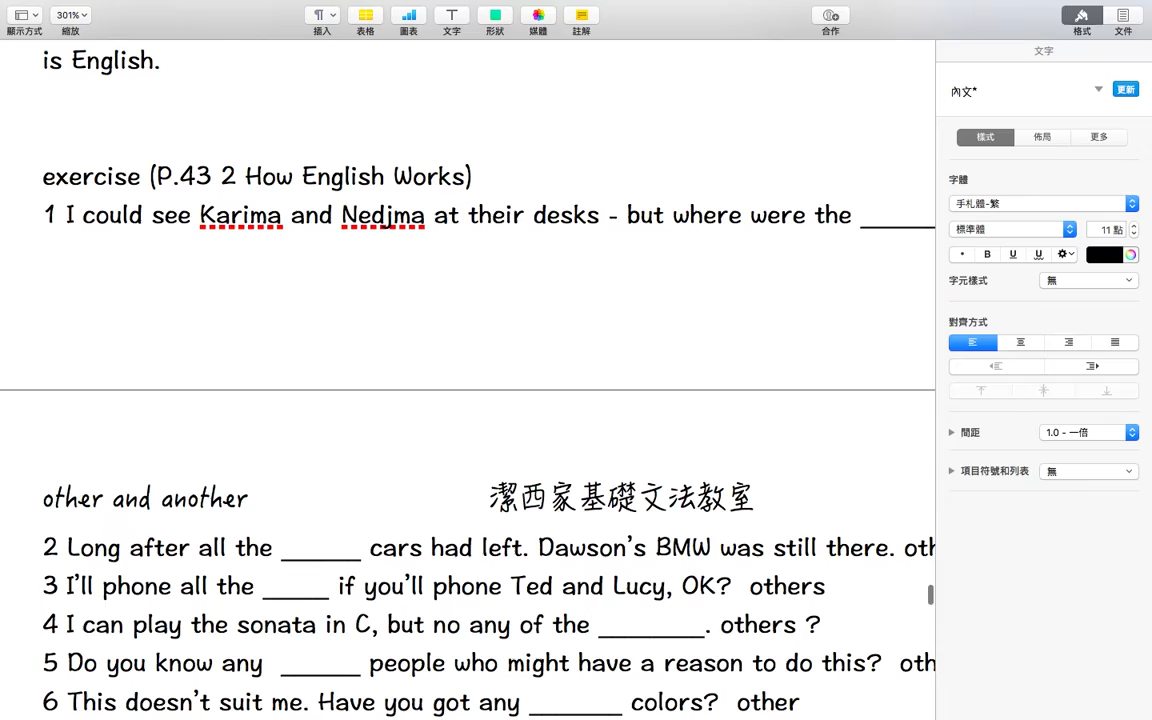 301%
顯示方式
縮放
插入
表格
圖表
文字
形狀
媒體
註解
合作
格式
文件
文字
內文*
更新
樣式
佈局
更多
字體
手札體-繁
標準體
11 點
B U U
字元樣式
無
對齊方式
間距
1.0 - 一倍
項目符號和列表
無
is English.
exercise (P.43 2 How English Works)
1 I could see Karima and Nedjma at their desks - but where were the ______
other and another
潔西家基礎文法教室
2 Long after all the ______ cars had left. Dawson's BMW was still there. oth
3 I'll phone all the _____ if you'll phone Ted and Lucy, OK? others
4 I can play the sonata in C, but no any of the ________. others ?
5 Do you know any ______ people who might have a reason to do this? oth
6 This doesn't suit me. Have you got any _______ colors? other